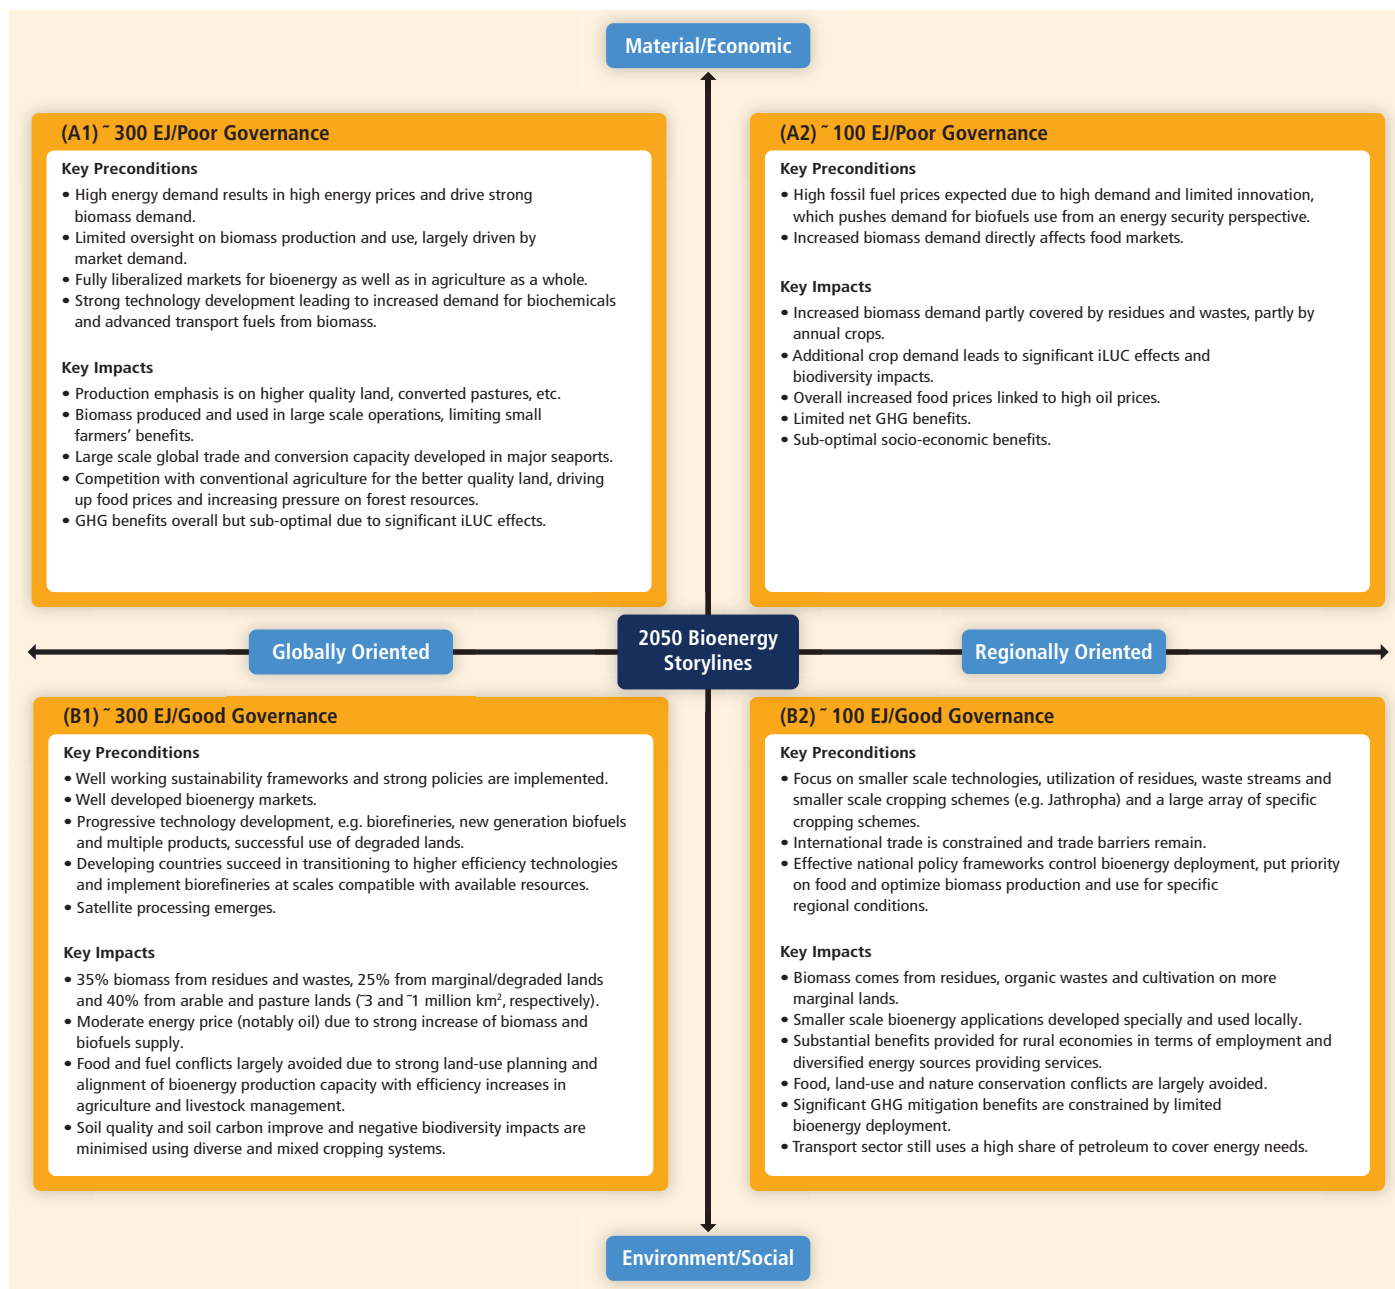 Material/Economic
(A1) ~ 300 EJ/Poor Governance
Key Preconditions
• High energy demand results in high energy prices and drive strong
biomass demand.
• Limited oversight on biomass production and use, largely driven by
market demand.
• Fully liberalized markets for bioenergy as well as in agriculture as a whole.
• Strong technology development leading to increased demand for biochemicals
and advanced transport fuels from biomass.
Key Impacts
• Production emphasis is on higher quality land, converted pastures, etc.
• Biomass produced and used in large scale operations, limiting small
farmers’ benefits.
• Large scale global trade and conversion capacity developed in major seaports.
• Competition with conventional agriculture for the better quality land, driving
up food prices and increasing pressure on forest resources.
• GHG benefits overall but sub-optimal due to significant iLUC effects.
(A2) ~ 100 EJ/Poor Governance
Key Preconditions
• High fossil fuel prices expected due to high demand and limited innovation,
which pushes demand for biofuels use from an energy security perspective.
• Increased biomass demand directly affects food markets.
Key Impacts
• Increased biomass demand partly covered by residues and wastes, partly by
annual crops.
• Additional crop demand leads to significant iLUC effects and
biodiversity impacts.
• Overall increased food prices linked to high oil prices.
• Limited net GHG benefits.
• Sub-optimal socio-economic benefits.
Globally Oriented
2050 Bioenergy
Storylines
Regionally Oriented
(B1) ~ 300 EJ/Good Governance
Key Preconditions
• Well working sustainability frameworks and strong policies are implemented.
• Well developed bioenergy markets.
• Progressive technology development, e.g. biorefineries, new generation biofuels
and multiple products, successful use of degraded lands.
• Developing countries succeed in transitioning to higher efficiency technologies
and implement biorefineries at scales compatible with available resources.
• Satellite processing emerges.
Key Impacts
• 35% biomass from residues and wastes, 25% from marginal/degraded lands
and 40% from arable and pasture lands (~3 and ~1 million km², respectively).
• Moderate energy price (notably oil) due to strong increase of biomass and
biofuels supply.
• Food and fuel conflicts largely avoided due to strong land-use planning and
alignment of bioenergy production capacity with efficiency increases in
agriculture and livestock management.
• Soil quality and soil carbon improve and negative biodiversity impacts are
minimised using diverse and mixed cropping systems.
(B2) ~ 100 EJ/Good Governance
Key Preconditions
• Focus on smaller scale technologies, utilization of residues, waste streams and
smaller scale cropping schemes (e.g. Jathropha) and a large array of specific
cropping schemes.
• International trade is constrained and trade barriers remain.
• Effective national policy frameworks control bioenergy deployment, put priority
on food and optimize biomass production and use for specific
regional conditions.
Key Impacts
• Biomass comes from residues, organic wastes and cultivation on more
marginal lands.
• Smaller scale bioenergy applications developed specially and used locally.
• Substantial benefits provided for rural economies in terms of employment and
diversified energy sources providing services.
• Food, land-use and nature conservation conflicts are largely avoided.
• Significant GHG mitigation benefits are constrained by limited
bioenergy deployment.
• Transport sector still uses a high share of petroleum to cover energy needs.
Environment/Social